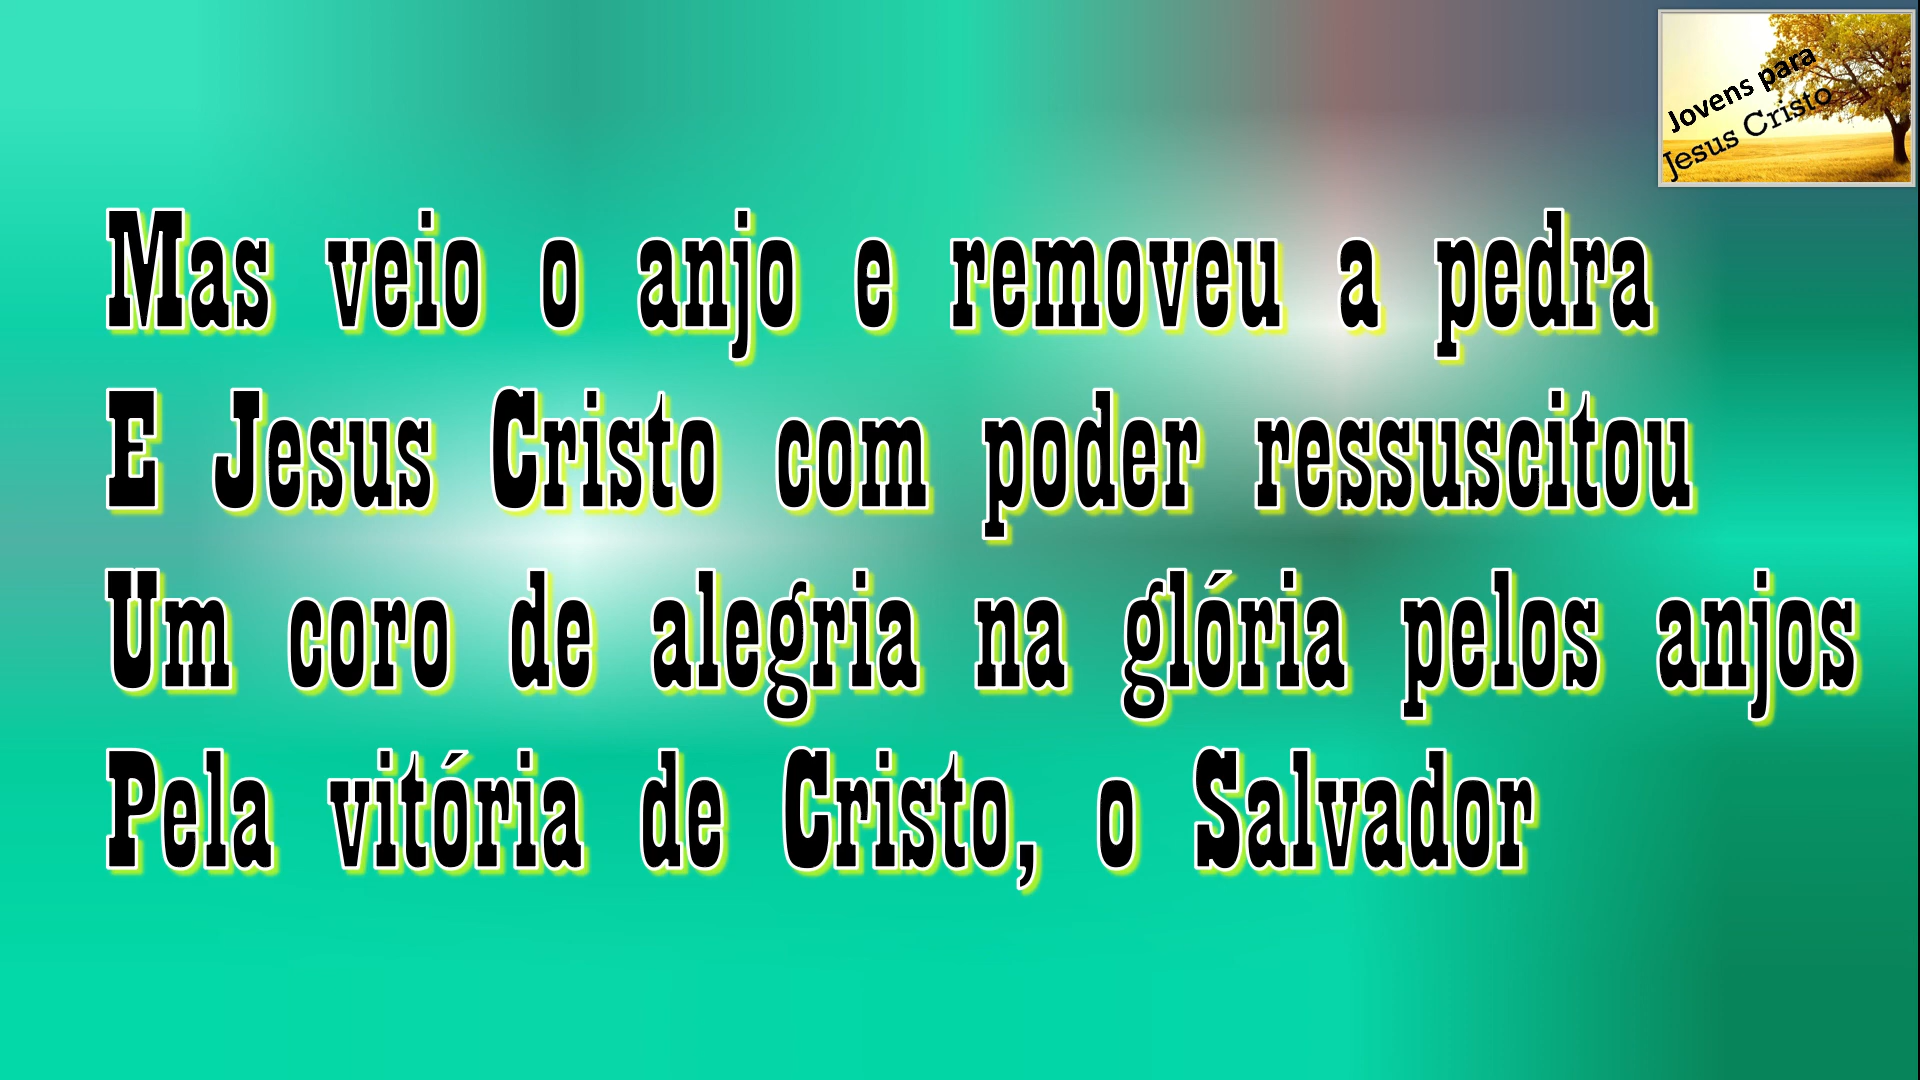 Jovens para
Jesus Cristo
Mas veio o anjo e removeu a pedra
E Jesus Cristo com poder ressuscitou
Um coro de alegria na glória pelos anjos
Pela vitória de Cristo, o Salvador